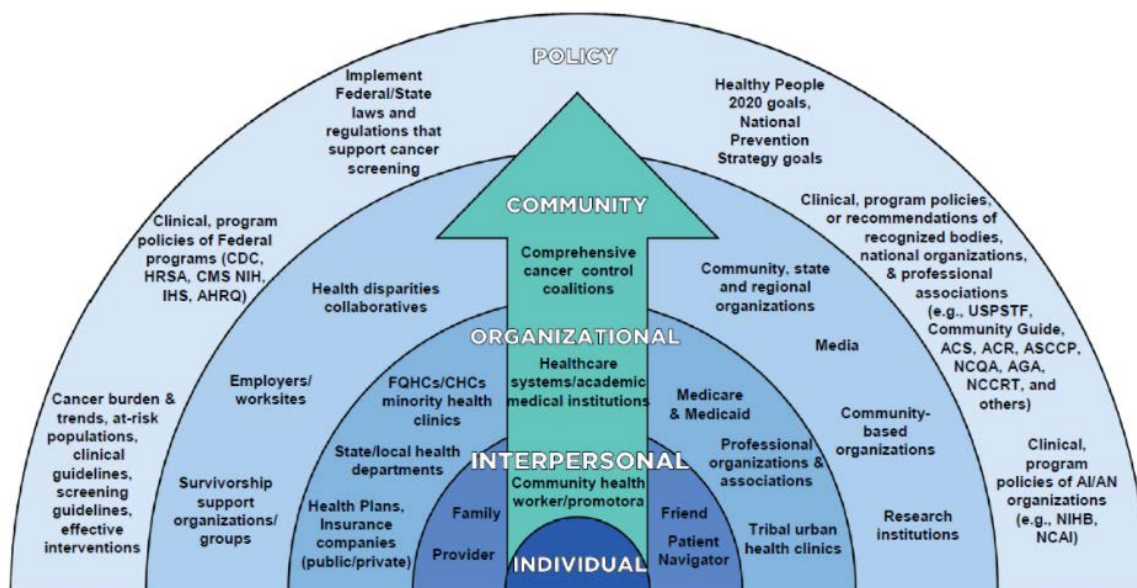 POLICY
Implement
Federal/State
laws and
regulations that
support cancer
screening
Healthy People
2020 goals,
National
Prevention
Strategy goals
Clinical, program
policies of Federal
programs (CDC,
HRSA, CMS NIH,
IHS, AHRQ)
Clinical, program policies,
or recommendations of
recognized bodies,
national organizations,
& professional
associations
(e.g., USPSTF,
Community Guide,
ACS, ACR, ASCCP,
NCQA, AGA,
NCCRT, and
others)
Cancer burden &
trends, at-risk
populations,
clinical
guidelines,
screening
guidelines,
effective
interventions
Clinical,
program
policies of AI/AN
organizations
(e.g., NIHB,
NCAI)
COMMUNITY
Comprehensive
cancer control
coalitions
Health disparities
collaboratives
Community, state
and regional
organizations
Employers/
worksites
Media
Survivorship
support
organizations/
groups
Community-
based
organizations
Research
institutions
ORGANIZATIONAL
Healthcare
systems/academic
medical institutions
FQHCs/CHCs
minority health
clinics
Medicare
& Medicaid
State/local health
departments
Professional
organizations &
associations
Health Plans,
Insurance
companies
(public/private)
Tribal urban
health clinics
INTERPERSONAL
Community health
worker/promotora
Family
Friend
Provider
Patient
Navigator
INDIVIDUAL